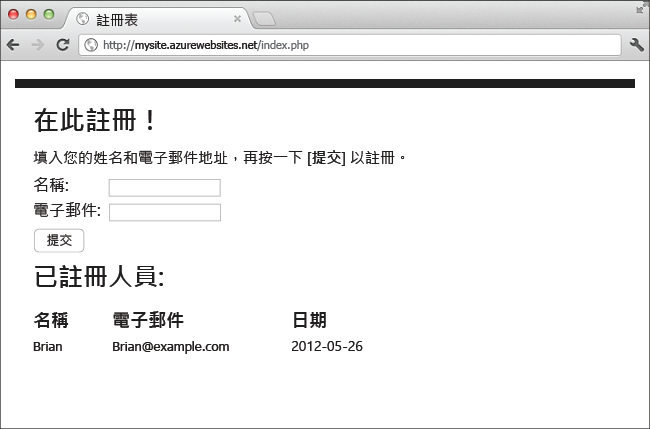 註冊表
http://mysite.azurewebsites.net/index.php
在此註冊！
填入您的姓名和電子郵件地址，再按一下 [提交] 以註冊。
名稱:
電子郵件:
提交
已註冊人員:
名稱 電子郵件 日期
Brian Brian@example.com 2012-05-26